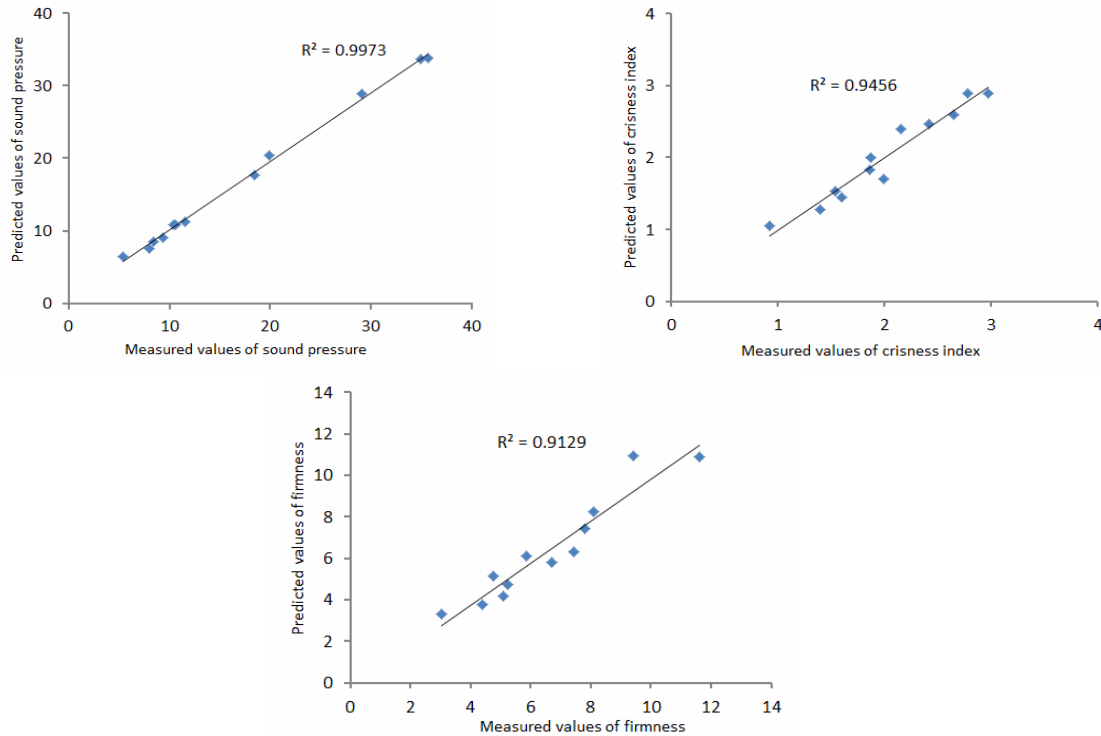 40
30
20
10
0
0 10 20 30 40
Predicted values of sound pressure
R² = 0.9973
Measured values of sound pressure
4
3
2
1
0
0 1 2 3 4
Predicted values of crisness index
R² = 0.9456
Measured values of crisness index
14
12
10
8
6
4
2
0
0 2 4 6 8 10 12 14
Predicted values of firmness
R² = 0.9129
Measured values of firmness